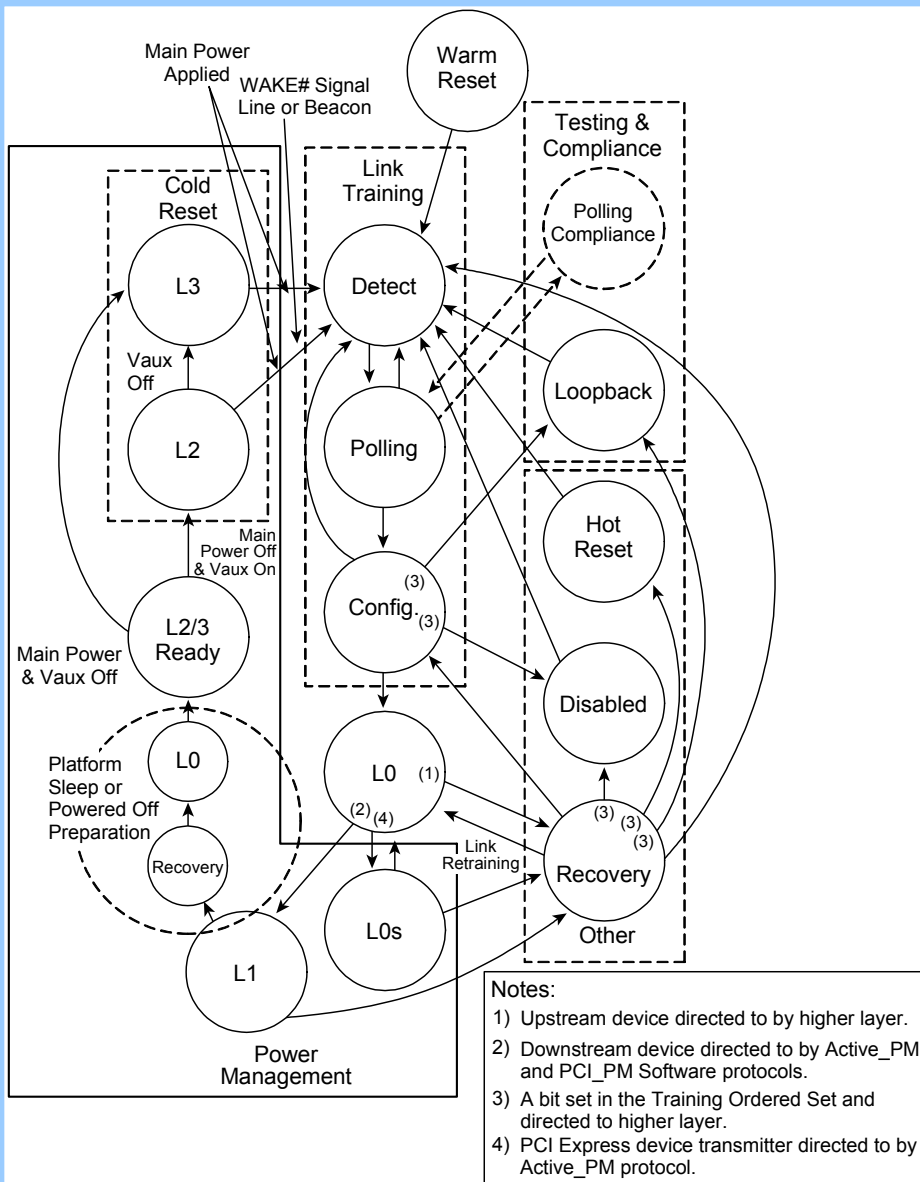 Main Power
Applied
WAKE# Signal
Line or Beacon
Warm
Reset
Testing &
Compliance
Polling
Compliance
Loopback
Cold
Reset
L3
Vaux
Off
L2
Main
Power Off
& Vaux On
L2/3
Ready
Main Power
& Vaux Off
L0
Platform
Sleep or
Powered Off
Preparation
Recovery
L1
Power
Management
Link
Training
Detect
Polling
Config.
(3)
(3)
L0
(1)
(2)
(4)
L0s
Link
Retraining
Hot
Reset
Disabled
(3)
(3)
(3)
Recovery
Other
Notes:
1) Upstream device directed to by higher layer.
2) Downstream device directed to by Active_PM
and PCI_PM Software protocols.
3) A bit set in the Training Ordered Set and
directed to higher layer.
4) PCI Express device transmitter directed to by
Active_PM protocol.